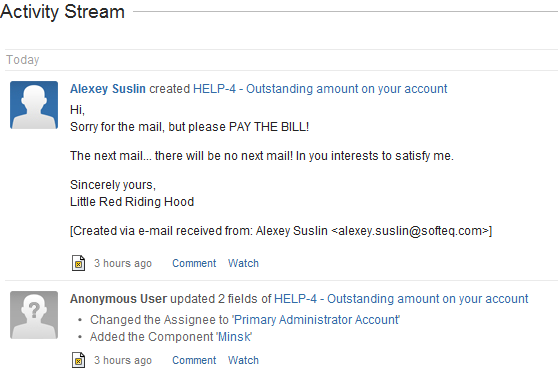 Activity Stream
Today
Alexey Suslin created HELP-4 - Outstanding amount on your account
Hi,
Sorry for the mail, but please PAY THE BILL!
The next mail... there will be no next mail! In you interests to satisfy me.
Sincerely yours,
Little Red Riding Hood
[Created via e-mail received from: Alexey Suslin <alexey.suslin@softeq.com>]
3 hours ago Comment Watch
Anonymous User updated 2 fields of HELP-4 - Outstanding amount on your account
• Changed the Assignee to 'Primary Administrator Account'
• Added the Component 'Minsk'
3 hours ago Comment Watch